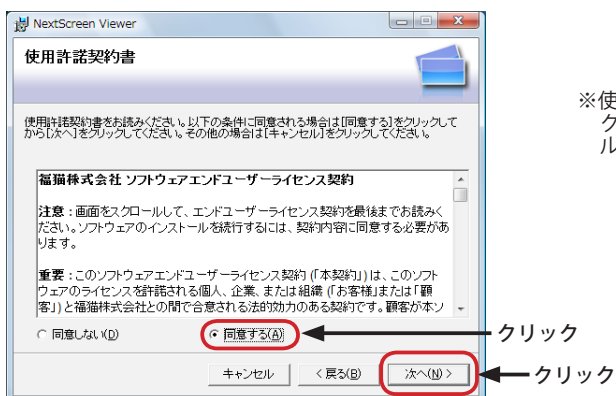 NextScreen Viewer
使用許諾契約書
使用許諾契約書をお読みください。以下の条件に同意される場合は[同意する]をクリックして
から[次へ]をクリックしてください。その他の場合は[キャンセル]をクリックしてください。
福猫株式会社 ソフトウェアエンドユーザーライセンス契約
注意:画面をスクロールして、エンドユーザーライセンス契約を最後までお読みく
ださい。ソフトウェアのインストールを続行するには、契約内容に同意する必要があ
ります。
重要:このソフトウェアエンドユーザーライセンス契約(「本契約」)は、このソフト
ウェアのライセンスを許諾される個人、企業、または組織(「お客様」または「顧
客」)と福猫株式会社との間で合意される法的効力のある契約です。顧客が本ソ
同意しない(D)
同意する(A)
クリック
キャンセル
< 戻る(B)
次へ(N) >
クリック
※使
ク
ル